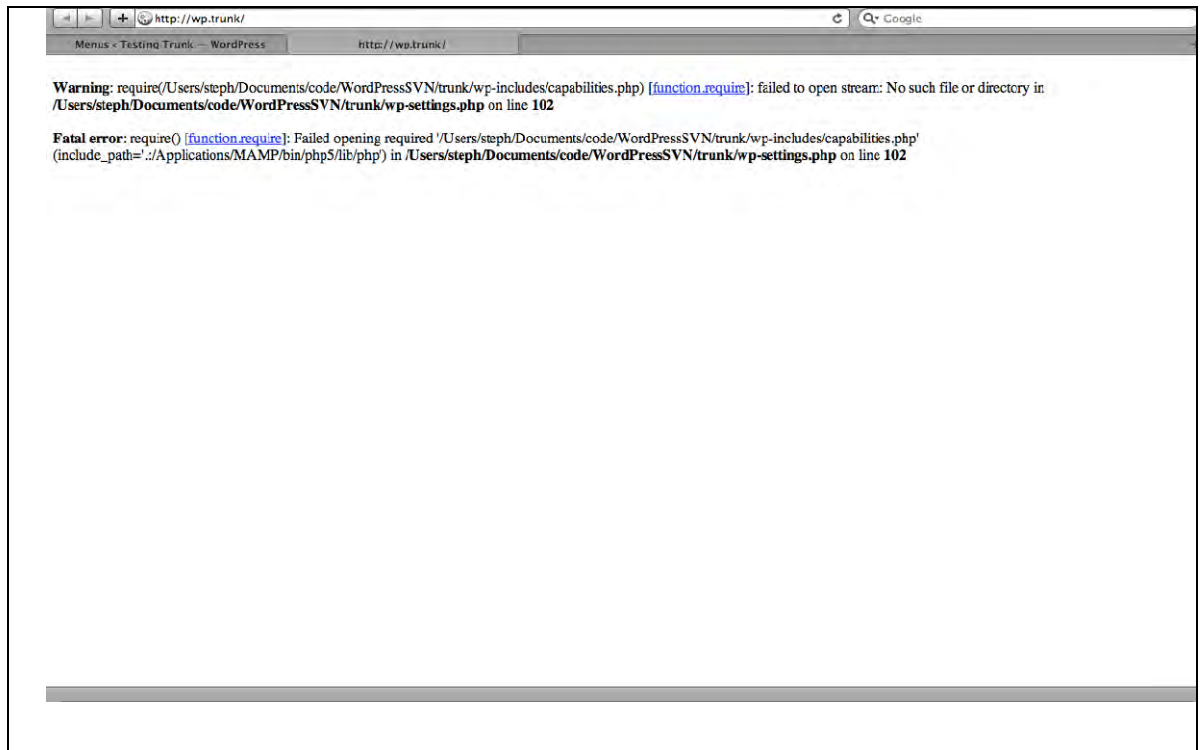 http://wp.trunk/
Google
Menus < Testing Trunk — WordPress
http://wp.trunk/
Warning: require(/Users/steph/Documents/code/WordPressSVN/trunk/wp-includes/capabilities.php) [function.require]: failed to open stream: No such file or directory in
/Users/steph/Documents/code/WordPressSVN/trunk/wp-settings.php on line 102
Fatal error: require() [function.require]: Failed opening required '/Users/steph/Documents/code/WordPressSVN/trunk/wp-includes/capabilities.php'
(include_path='.:/Applications/MAMP/bin/php5/lib/php') in /Users/steph/Documents/code/WordPressSVN/trunk/wp-settings.php on line 102